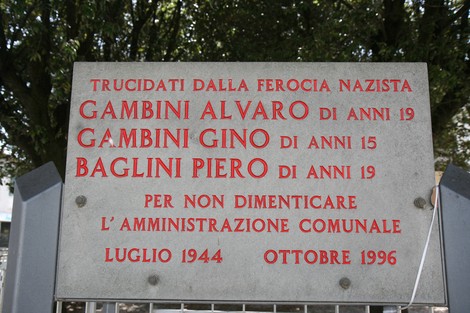 TRUCIDATI DALLA FEROCIA NAZISTA
GAMBINI ALVARO DI ANNI 19
GAMBINI GINO DI ANNI 15
BAGLINI PIERO DI ANNI 19
PER NON DIMENTICARE
L'AMMINISTRAZIONE COMUNALE
LUGLIO 1944 OTTOBRE 1996